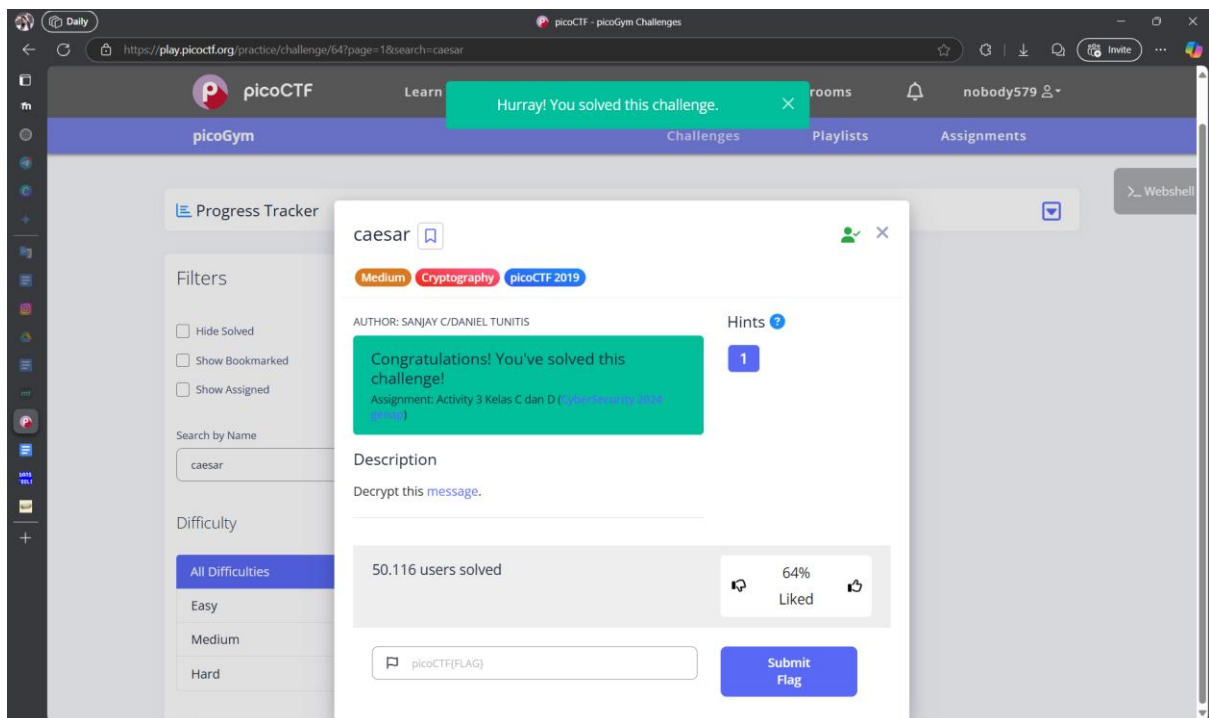 Daily
picoCTF - picoGym Challenges
https://play.picoctf.org/practice/challenge/64?page=1&search=caesar
Invite
picoCTF
Learn
Hurray! You solved this challenge.
rooms
nobody579
picoGym
Challenges
Playlists
Assignments
>_ Webshell
Progress Tracker
caesar
Medium
Cryptography
picoCTF 2019
Filters
Hide Solved
Show Bookmarked
Show Assigned
Search by Name
caesar
Difficulty
All Difficulties
Easy
Medium
Hard
AUTHOR: SANJAY C/DANIEL TUNITIS
Hints ?
1
Congratulations! You've solved this
challenge!
Assignment: Activity 3 Kelas C dan D (CyberSecurity 2024
genap)
Description
Decrypt this message.
50.116 users solved
64%
Liked
picoCTF{FLAG}
Submit
Flag